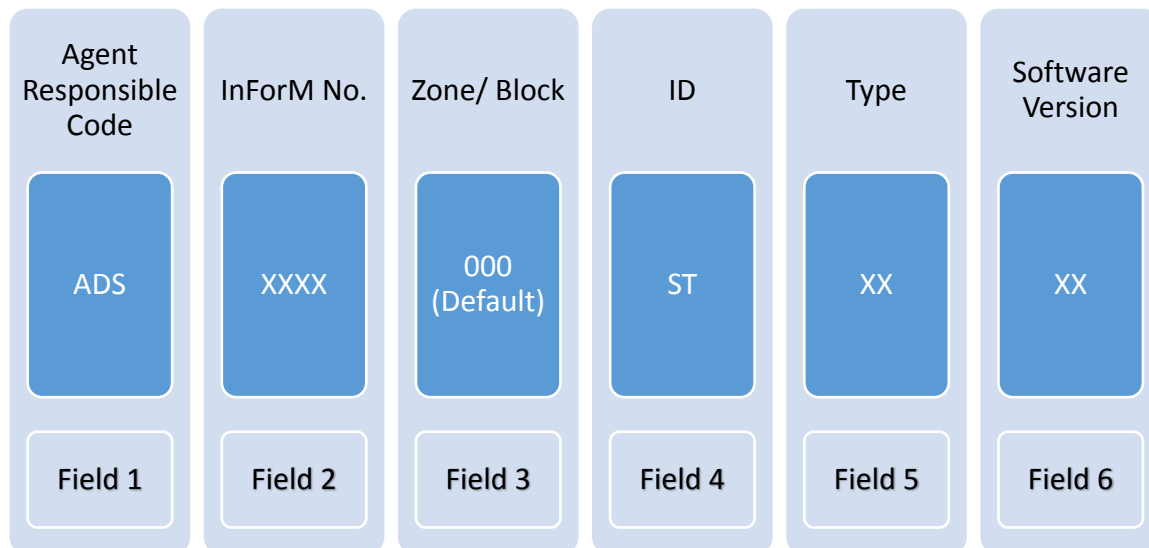 Agent
Responsible
Code
InForM No.
Zone/ Block
ID
Type
Software
Version
ADS
XXXX
000
(Default)
ST
XX
XX
Field 1
Field 2
Field 3
Field 4
Field 5
Field 6